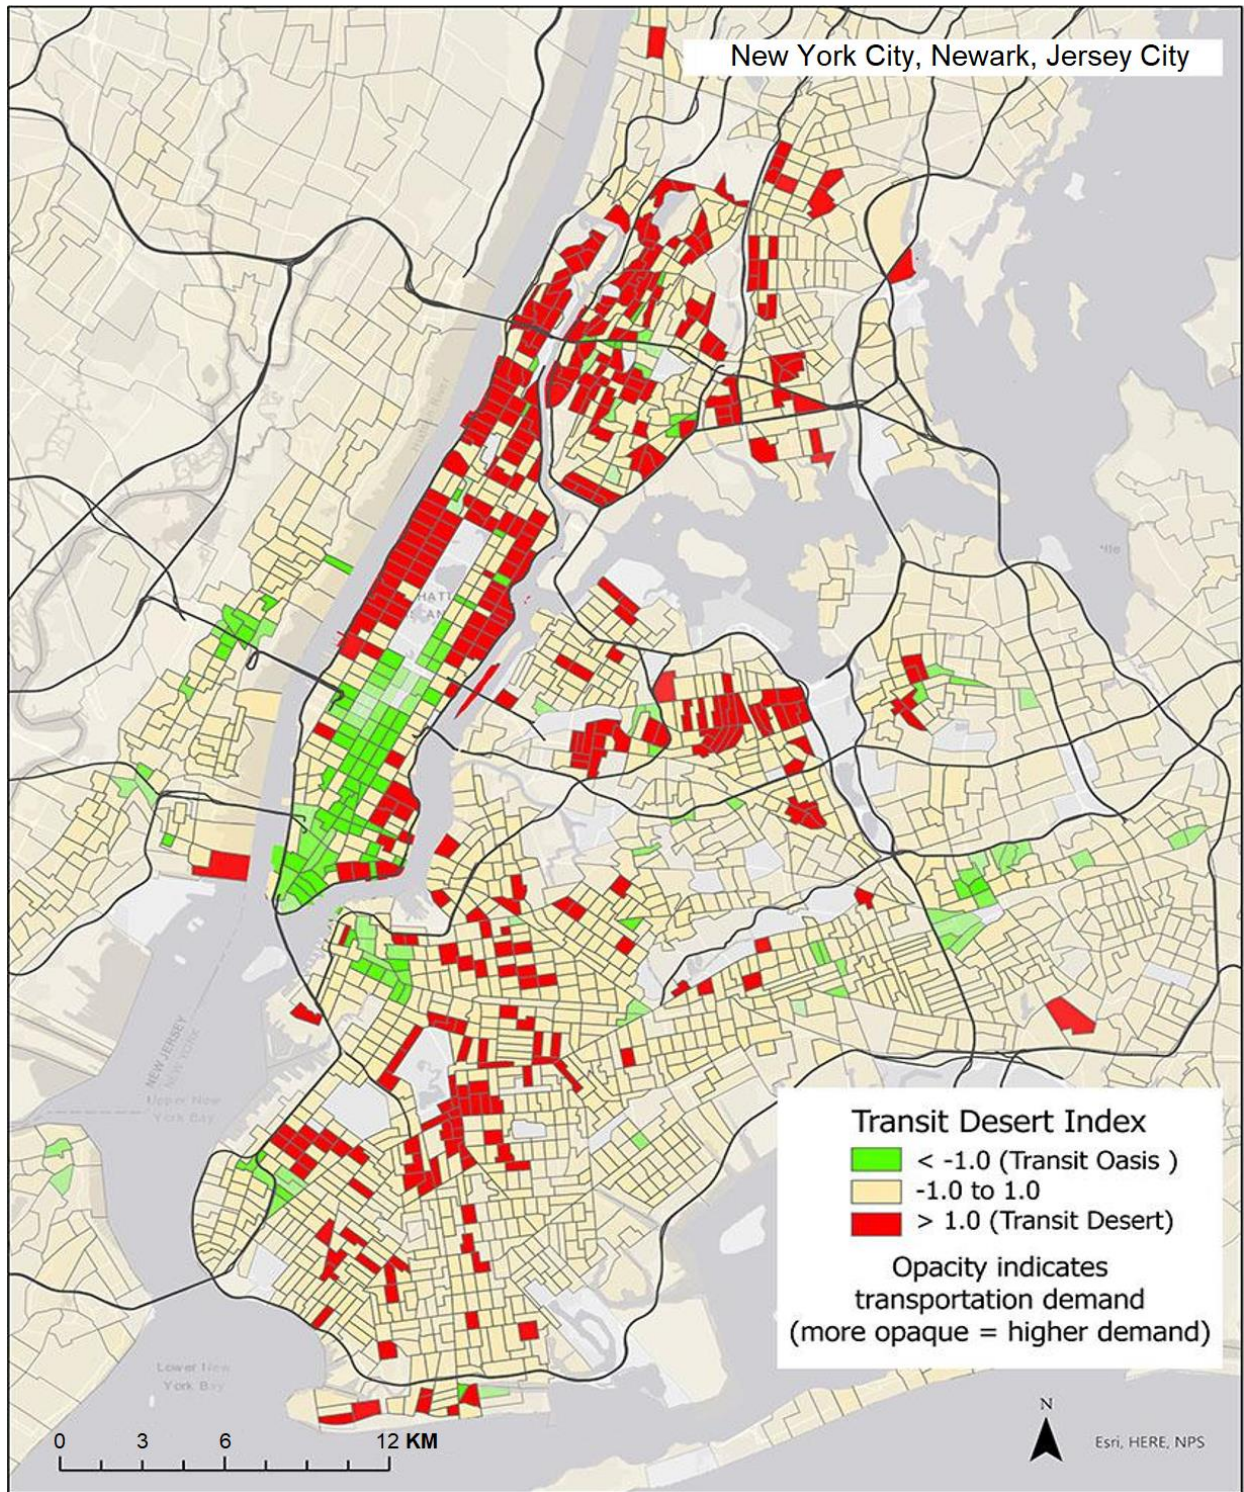 New York City, Newark, Jersey City
HATT
AN
NEW JERSEY
NEW YORK
Upper New
York Bay
Transit Desert Index
< -1.0 (Transit Oasis )
-1.0 to 1.0
> 1.0 (Transit Desert)
Opacity indicates
transportation demand
(more opaque = higher demand)
Lower New
York Bay
0 3 6 12 KM
N
Esri, HERE, NPS